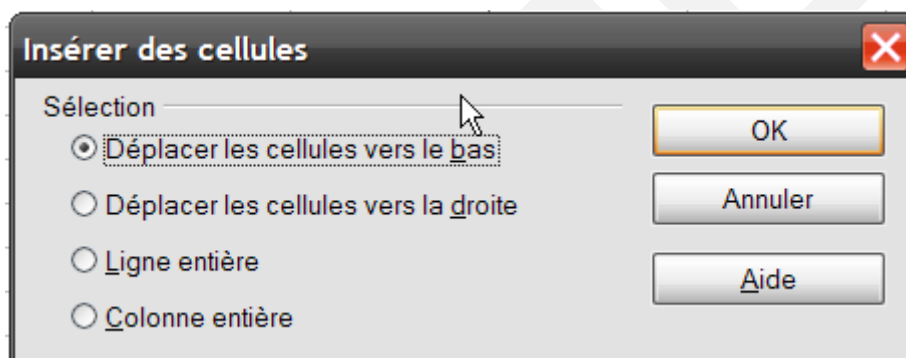 Insérer des cellules
Sélection
Déplacer les cellules vers le bas
Déplacer les cellules vers la droite
Ligne entière
Colonne entière
OK
Annuler
Aide